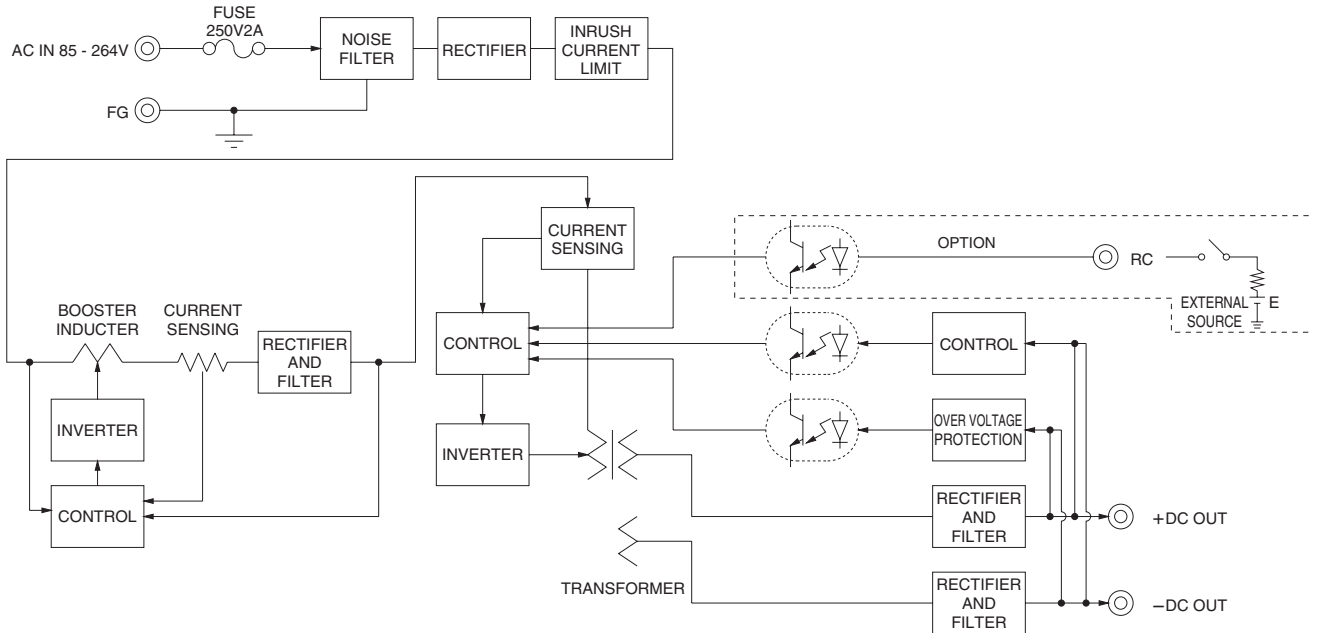 FUSE
250V2A
AC IN 85 - 264V
NOISE
FILTER
RECTIFIER
INRUSH
CURRENT
LIMIT
FG
CURRENT
SENSING
OPTION
RC
EXTERNAL
SOURCE
E
BOOSTER
INDUCTER
CURRENT
SENSING
RECTIFIER
AND
FILTER
CONTROL
CONTROL
INVERTER
INVERTER
OVER VOLTAGE
PROTECTION
CONTROL
RECTIFIER
AND
FILTER
+DC OUT
TRANSFORMER
RECTIFIER
AND
FILTER
−DC OUT